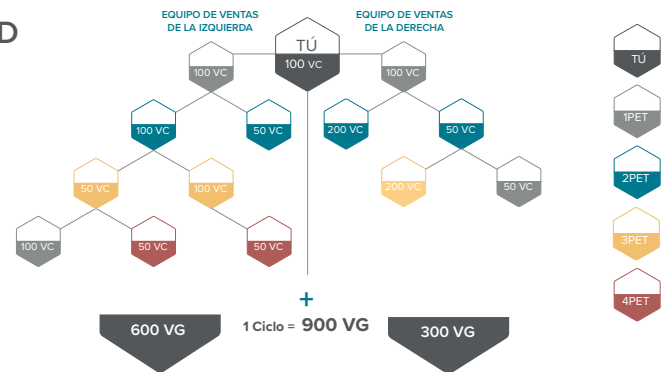 D
EQUIPO DE VENTAS
DE LA IZQUIERDA
EQUIPO DE VENTAS
DE LA DERECHA
TÚ
100 VC
100 VC
100 VC
100 VC
50 VC
200 VC
50 VC
50 VC
100 VC
200 VC
50 VC
100 VC
50 VC
50 VC
TÚ
1PET
2PET
3PET
4PET
+
600 VG
1 Ciclo = 900 VG
300 VG